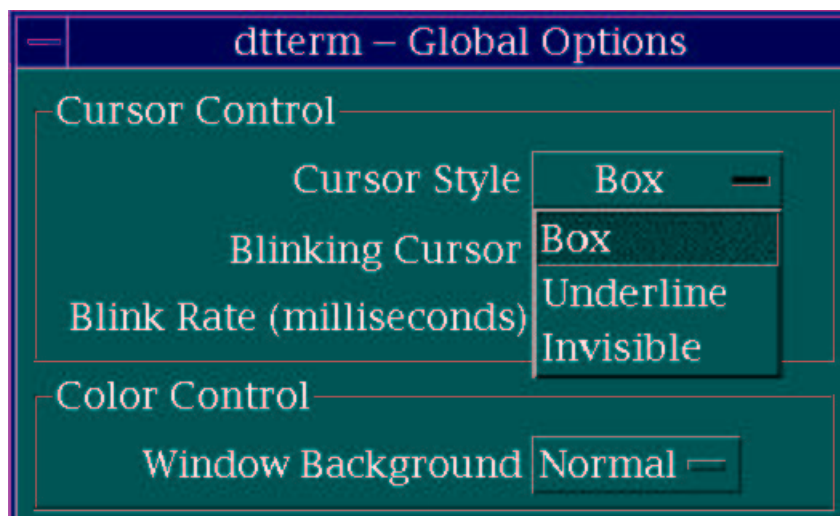 dtterm – Global Options
Cursor Control
Cursor Style Box
Blinking Cursor Box
Underline
Blink Rate (milliseconds)
Invisible
Color Control
Window Background Normal